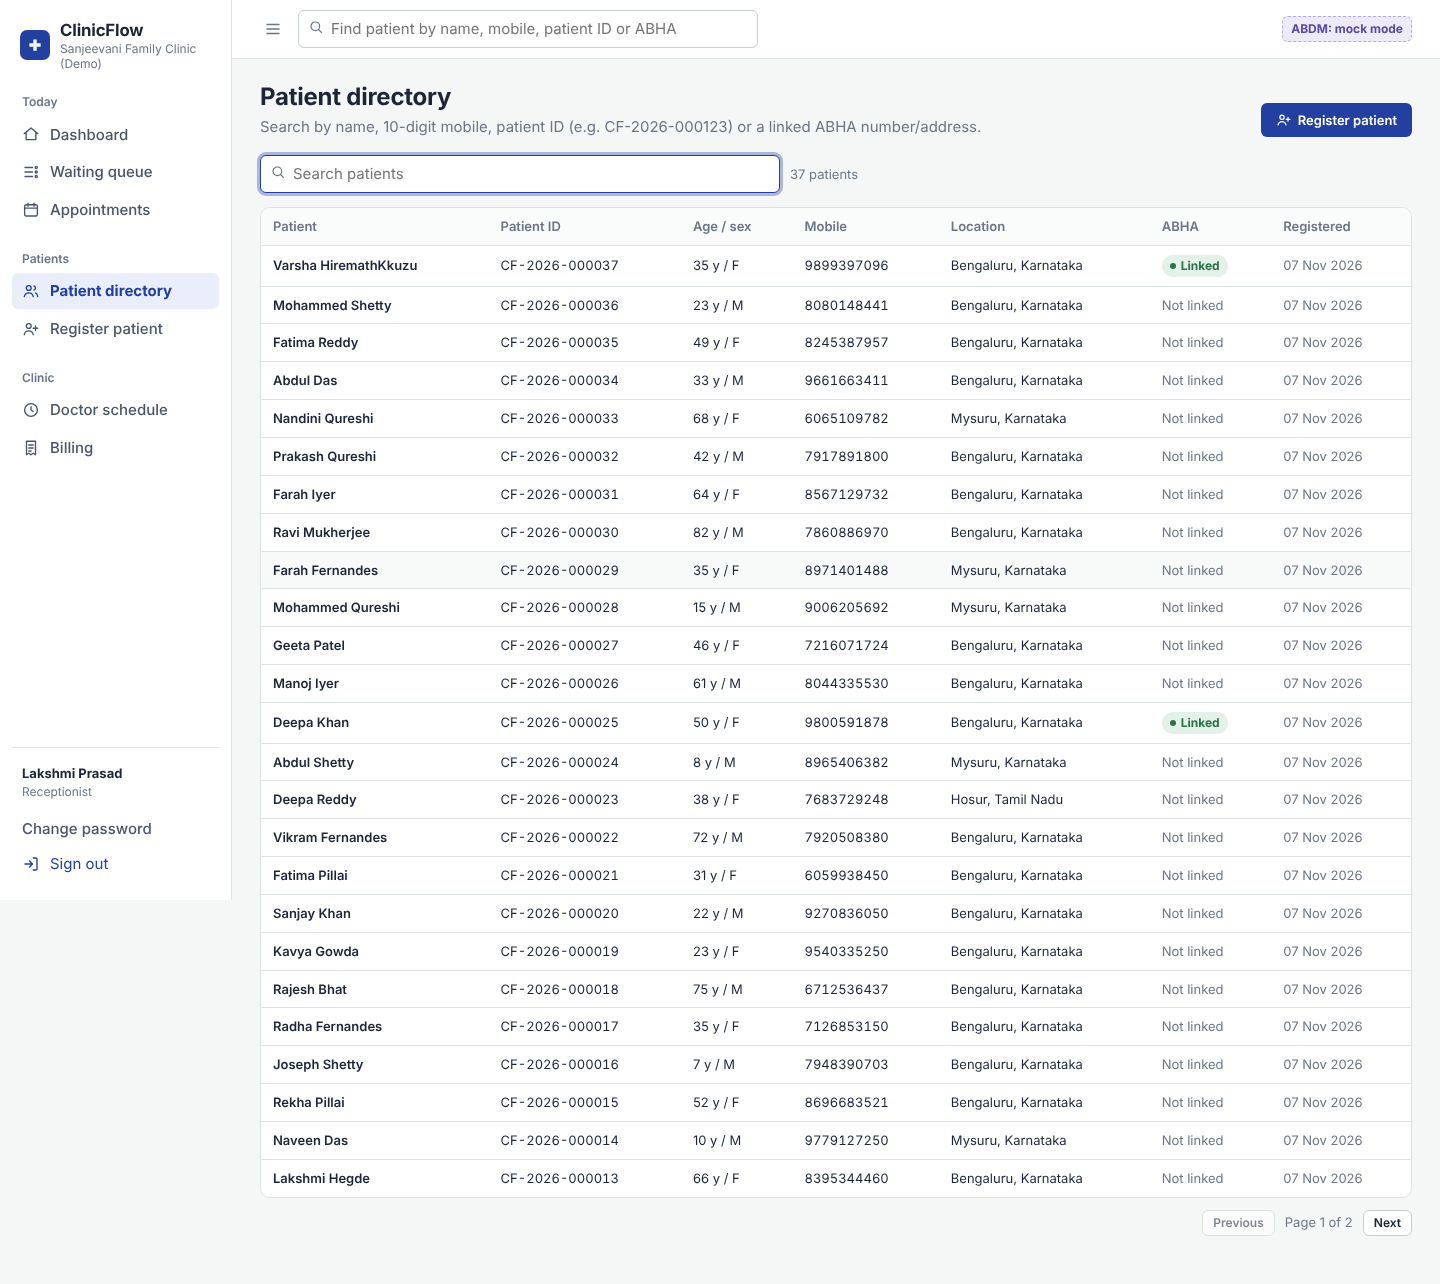 ClinicFlow
Sanjeevani Family Clinic
(Demo)
Today
Dashboard
Waiting queue
Appointments
Patients
Patient directory
Register patient
Clinic
Doctor schedule
Billing
Lakshmi Prasad
Receptionist
Change password
Sign out
Find patient by name, mobile, patient ID or ABHA
ABDM: mock mode
Patient directory
Search by name, 10-digit mobile, patient ID (e.g. CF-2026-000123) or a linked ABHA number/address.
Register patient
Search patients
37 patients
Patient Patient ID Age / sex Mobile Location ABHA Registered
Varsha HiremathKkuzu CF-2026-000037 35 y / F 9899397096 Bengaluru, Karnataka Linked 07 Nov 2026
Mohammed Shetty CF-2026-000036 23 y / M 8080148441 Bengaluru, Karnataka Not linked 07 Nov 2026
Fatima Reddy CF-2026-000035 49 y / F 8245387957 Bengaluru, Karnataka Not linked 07 Nov 2026
Abdul Das CF-2026-000034 33 y / M 9661663411 Bengaluru, Karnataka Not linked 07 Nov 2026
Nandini Qureshi CF-2026-000033 68 y / F 6065109782 Mysuru, Karnataka Not linked 07 Nov 2026
Prakash Qureshi CF-2026-000032 42 y / M 7917891800 Bengaluru, Karnataka Not linked 07 Nov 2026
Farah Iyer CF-2026-000031 64 y / F 8567129732 Bengaluru, Karnataka Not linked 07 Nov 2026
Ravi Mukherjee CF-2026-000030 82 y / M 7860886970 Bengaluru, Karnataka Not linked 07 Nov 2026
Farah Fernandes CF-2026-000029 35 y / F 8971401488 Mysuru, Karnataka Not linked 07 Nov 2026
Mohammed Qureshi CF-2026-000028 15 y / M 9006205692 Mysuru, Karnataka Not linked 07 Nov 2026
Geeta Patel CF-2026-000027 46 y / F 7216071724 Bengaluru, Karnataka Not linked 07 Nov 2026
Manoj Iyer CF-2026-000026 61 y / M 8044335530 Bengaluru, Karnataka Not linked 07 Nov 2026
Deepa Khan CF-2026-000025 50 y / F 9800591878 Bengaluru, Karnataka Linked 07 Nov 2026
Abdul Shetty CF-2026-000024 8 y / M 8965406382 Mysuru, Karnataka Not linked 07 Nov 2026
Deepa Reddy CF-2026-000023 38 y / F 7683729248 Hosur, Tamil Nadu Not linked 07 Nov 2026
Vikram Fernandes CF-2026-000022 72 y / M 7920508380 Bengaluru, Karnataka Not linked 07 Nov 2026
Fatima Pillai CF-2026-000021 31 y / F 6059938450 Bengaluru, Karnataka Not linked 07 Nov 2026
Sanjay Khan CF-2026-000020 22 y / M 9270836050 Bengaluru, Karnataka Not linked 07 Nov 2026
Kavya Gowda CF-2026-000019 23 y / F 9540335250 Bengaluru, Karnataka Not linked 07 Nov 2026
Rajesh Bhat CF-2026-000018 75 y / M 6712536437 Bengaluru, Karnataka Not linked 07 Nov 2026
Radha Fernandes CF-2026-000017 35 y / F 7126853150 Bengaluru, Karnataka Not linked 07 Nov 2026
Joseph Shetty CF-2026-000016 7 y / M 7948390703 Bengaluru, Karnataka Not linked 07 Nov 2026
Rekha Pillai CF-2026-000015 52 y / F 8696683521 Bengaluru, Karnataka Not linked 07 Nov 2026
Naveen Das CF-2026-000014 10 y / M 9779127250 Mysuru, Karnataka Not linked 07 Nov 2026
Lakshmi Hegde CF-2026-000013 66 y / F 8395344460 Bengaluru, Karnataka Not linked 07 Nov 2026
Previous Page 1 of 2 Next